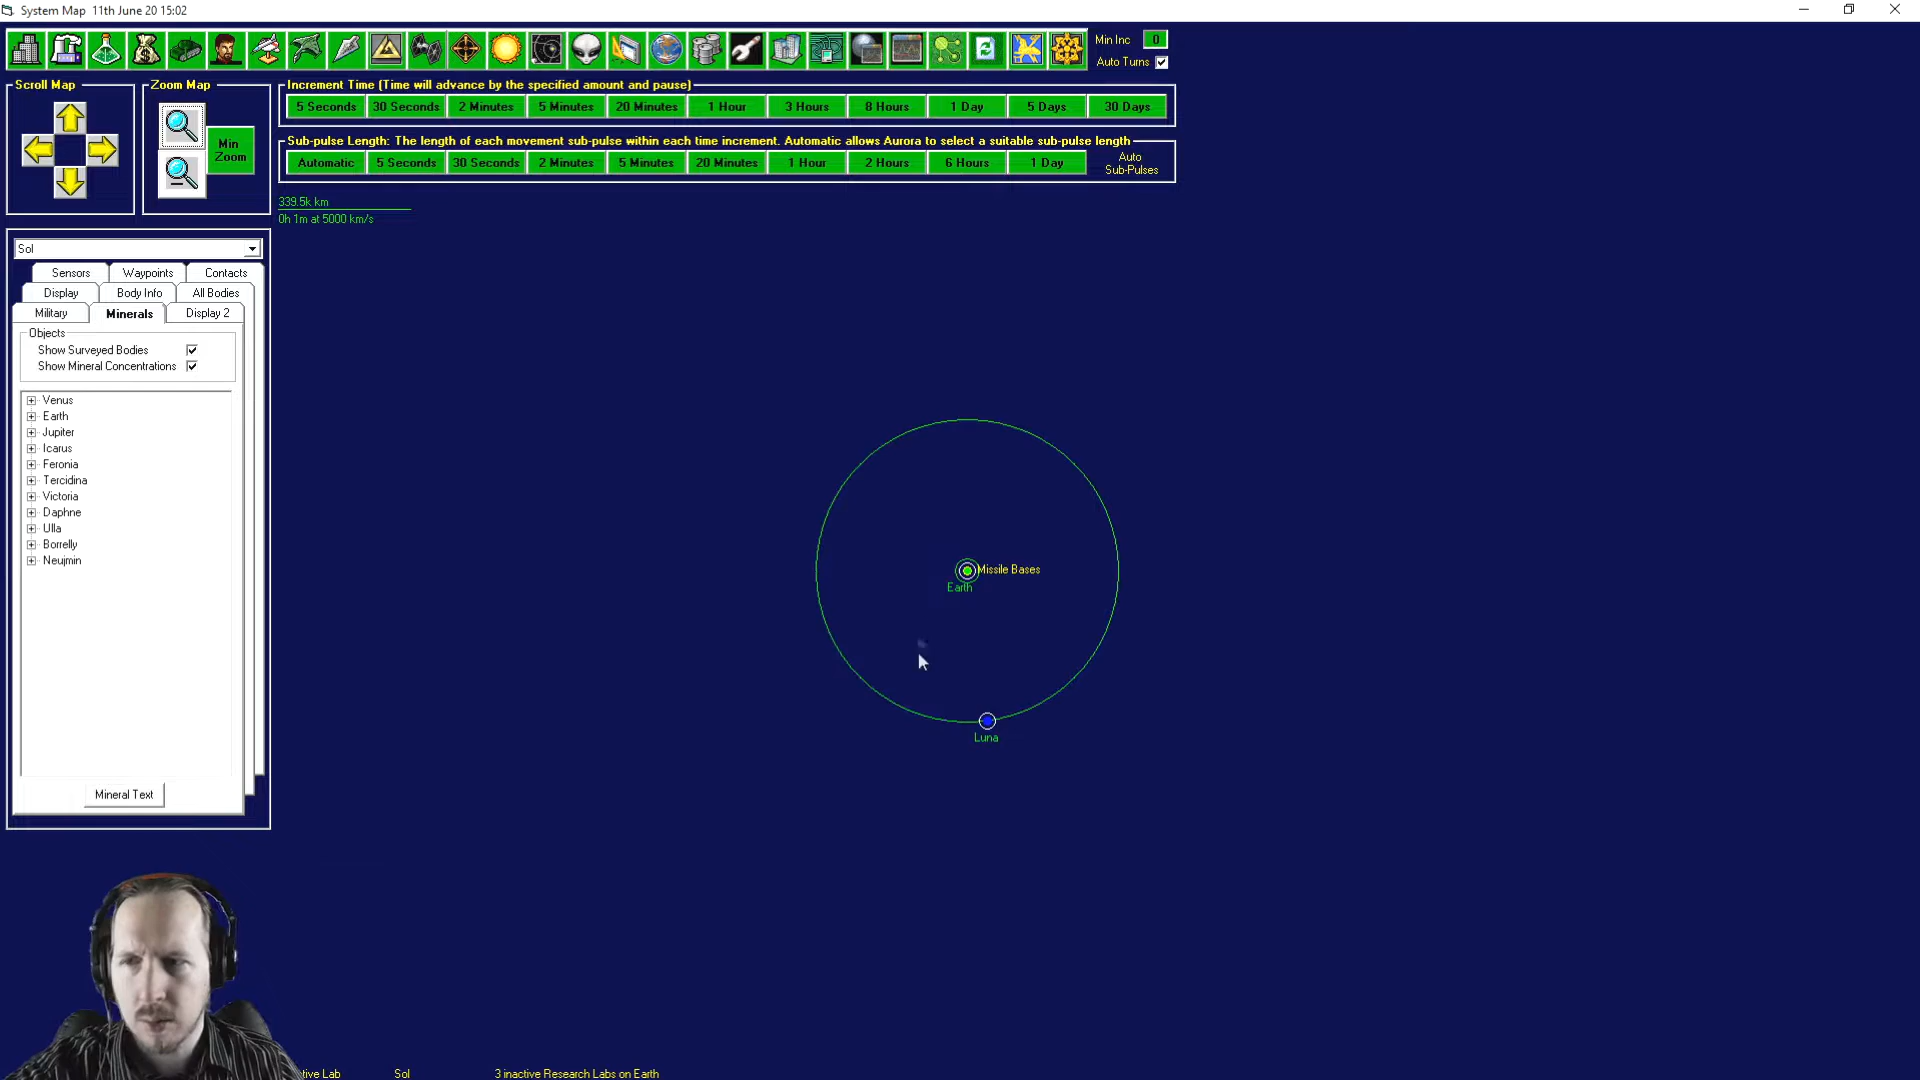 System Map 11th June 20 15:02
Min Inc 0
Auto Turns
Scroll Map
Zoom Map
Min Zoom
Increment Time (Time will advance by the specified amount and pause)
5 Seconds 30 Seconds 2 Minutes 5 Minutes 20 Minutes 1 Hour 3 Hours 8 Hours 1 Day 5 Days 30 Days
Sub-pulse Length: The length of each movement sub-pulse within each time increment. Automatic allows Aurora to select a suitable sub-pulse length
Automatic 5 Seconds 30 Seconds 2 Minutes 5 Minutes 20 Minutes 1 Hour 2 Hours 6 Hours 1 Day
Auto
Sub-Pulses
339.5k km
0h 1m at 5000 km/s
Sol
Sensors Waypoints Contacts
Display Body Info All Bodies
Military Minerals Display 2
Objects
Show Surveyed Bodies
Show Mineral Concentrations
Venus
Earth
Jupiter
Icarus
Feronia
Tercidina
Victoria
Daphne
Ulla
Borrelly
Neujmin
Mineral Text
Missile Bases
Earth
Luna
Lab Sol 3 inactive Research Labs on Earth